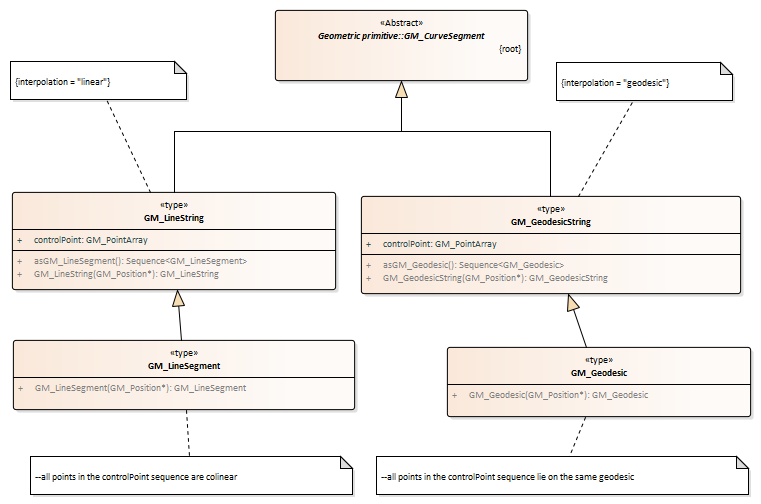 «Abstract»
Geometric primitive::GM_CurveSegment
{root}
{interpolation = "linear"}
{interpolation = "geodesic"}
«type»
GM_LineString
+ controlPoint: GM_PointArray
+ asGM_LineSegment(): Sequence<GM_LineSegment>
+ GM_LineString(GM_Position*): GM_LineString
«type»
GM_GeodesicString
+ controlPoint: GM_PointArray
+ asGM_Geodesic(): Sequence<GM_Geodesic>
+ GM_GeodesicString(GM_Position*): GM_GeodesicString
«type»
GM_LineSegment
+ GM_LineSegment(GM_Position*): GM_LineSegment
«type»
GM_Geodesic
+ GM_Geodesic(GM_Position*): GM_Geodesic
--all points in the controlPoint sequence are colinear
--all points in the controlPoint sequence lie on the same geodesic